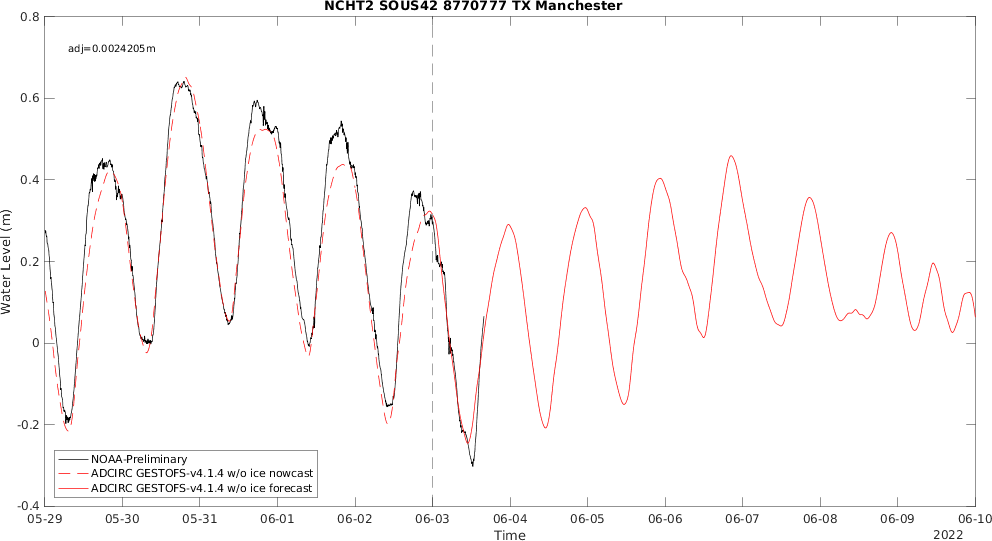 NCHT2 SOUS42 8770777 TX Manchester
0.8
adj=0.0024205m
0.6
0.4
0.2
0
-0.2
-0.4
Water Level (m)
NOAA-Preliminary
ADCIRC GESTOFS-v4.1.4 w/o ice nowcast
ADCIRC GESTOFS-v4.1.4 w/o ice forecast
05-29 05-30 05-31 06-01 06-02 06-03 06-04 06-05 06-06 06-07 06-08 06-09 06-10
Time
2022